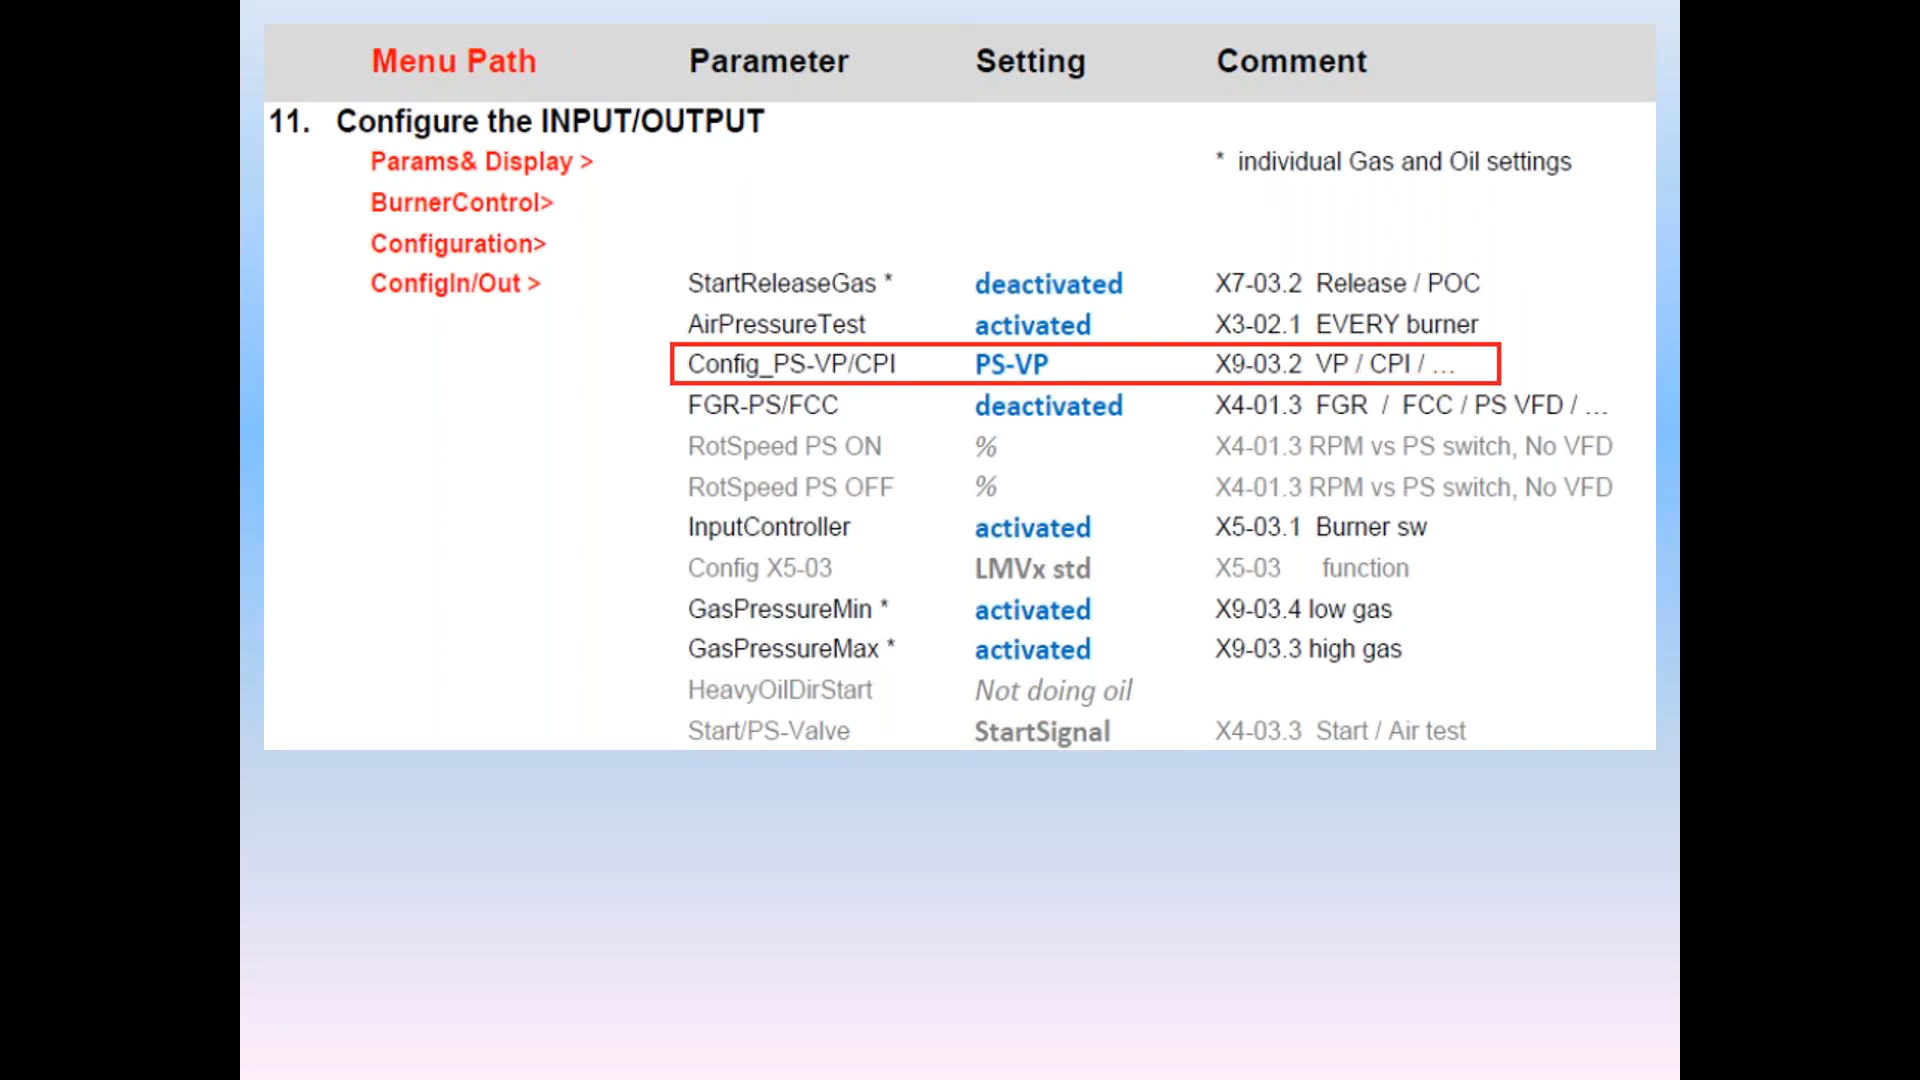 Menu Path Parameter Setting Comment
11. Configure the INPUT/OUTPUT
Params& Display > * individual Gas and Oil settings
BurnerControl>
Configuration>
ConfigIn/Out > StartReleaseGas * deactivated X7-03.2 Release / POC
AirPressureTest activated X3-02.1 EVERY burner
Config_PS-VP/CPI PS-VP X9-03.2 VP / CPI / ...
FGR-PS/FCC deactivated X4-01.3 FGR / FCC / PS VFD / ...
RotSpeed PS ON % X4-01.3 RPM vs PS switch, No VFD
RotSpeed PS OFF % X4-01.3 RPM vs PS switch, No VFD
InputController activated X5-03.1 Burner sw
Config X5-03 LMVx std X5-03 function
GasPressureMin * activated X9-03.4 low gas
GasPressureMax * activated X9-03.3 high gas
HeavyOilDirStart Not doing oil
Start/PS-Valve StartSignal X4-03.3 Start / Air test